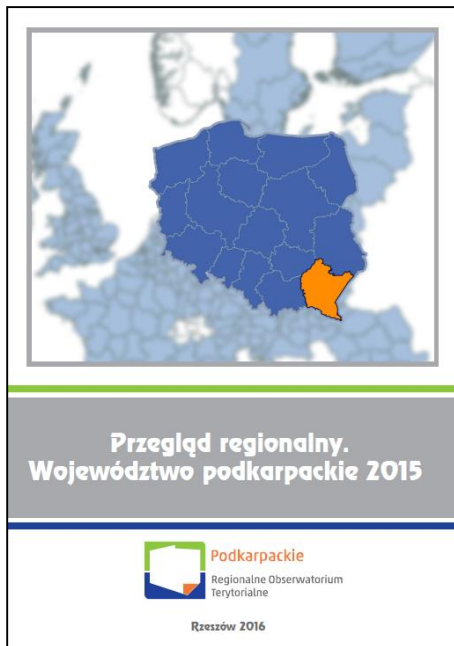 Przegląd regionalny.
Województwo podkarpackie 2015
Podkarpackie
Regionalne Obserwatorium
Terytorialne
Rzeszów 2016